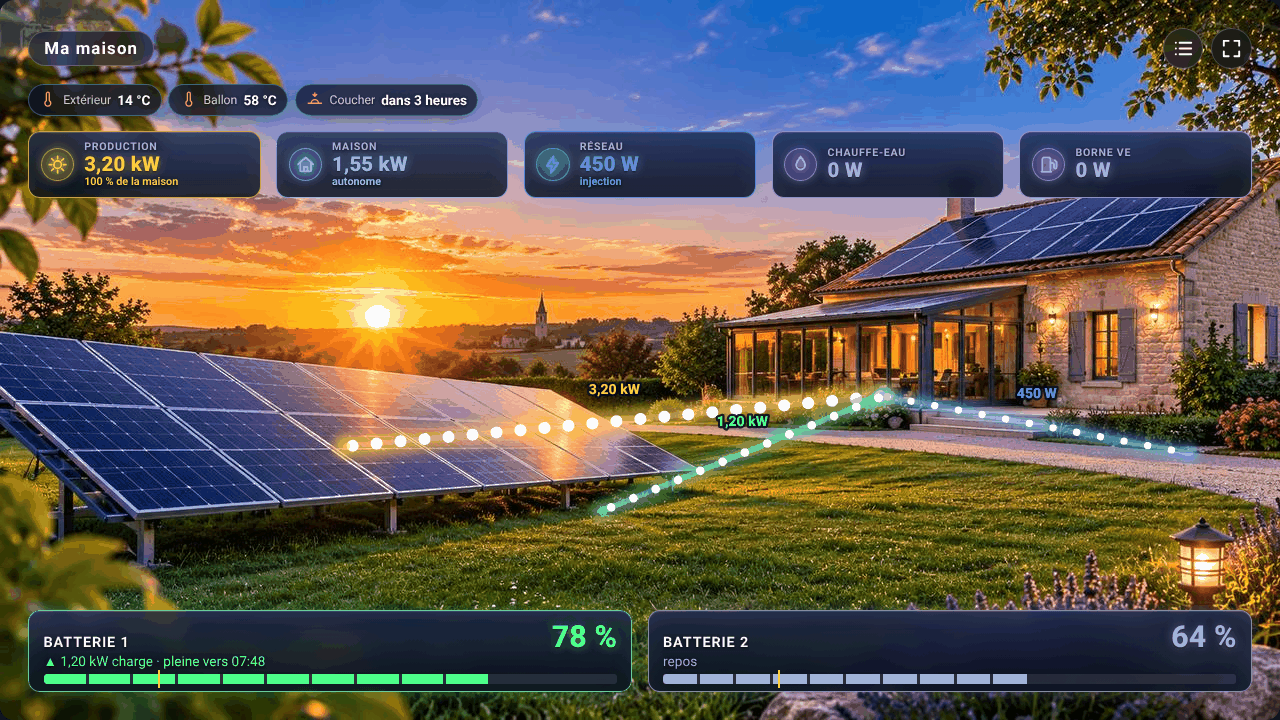 Ma maison
Extérieur 14 °C
Ballon 58 °C
Coucher dans 3 heures
PRODUCTION
3,20 kW
100 % de la maison
MAISON
1,55 kW
autonome
RÉSEAU
450 W
injection
CHAUFFE-EAU
0 W
BORNE VE
0 W
3,20 kW
1,20 kW
450 W
BATTERIE 1
78 %
▲ 1,20 kW charge · pleine vers 07:48
BATTERIE 2
64 %
repos